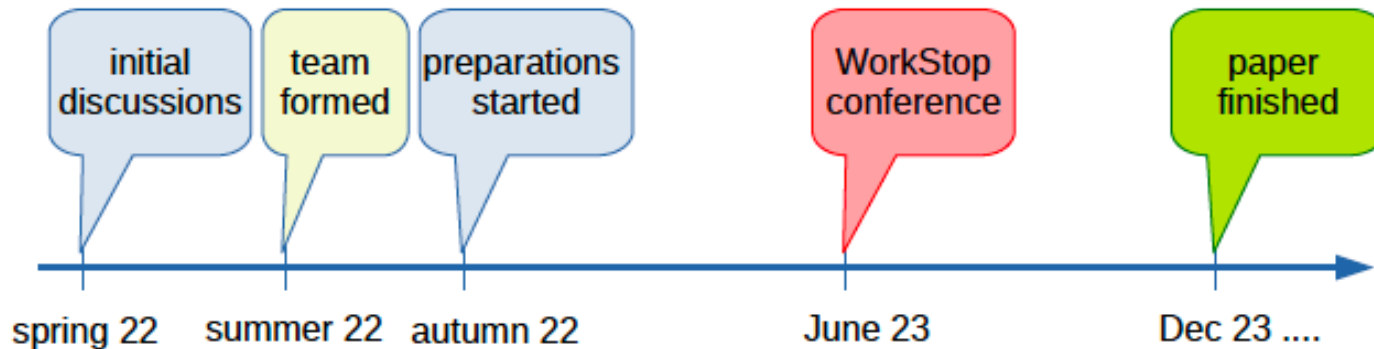 initial
discussions
team
formed
preparations
started
WorkStop
conference
paper
finished
spring 22
summer 22
autumn 22
June 23
Dec 23 ....